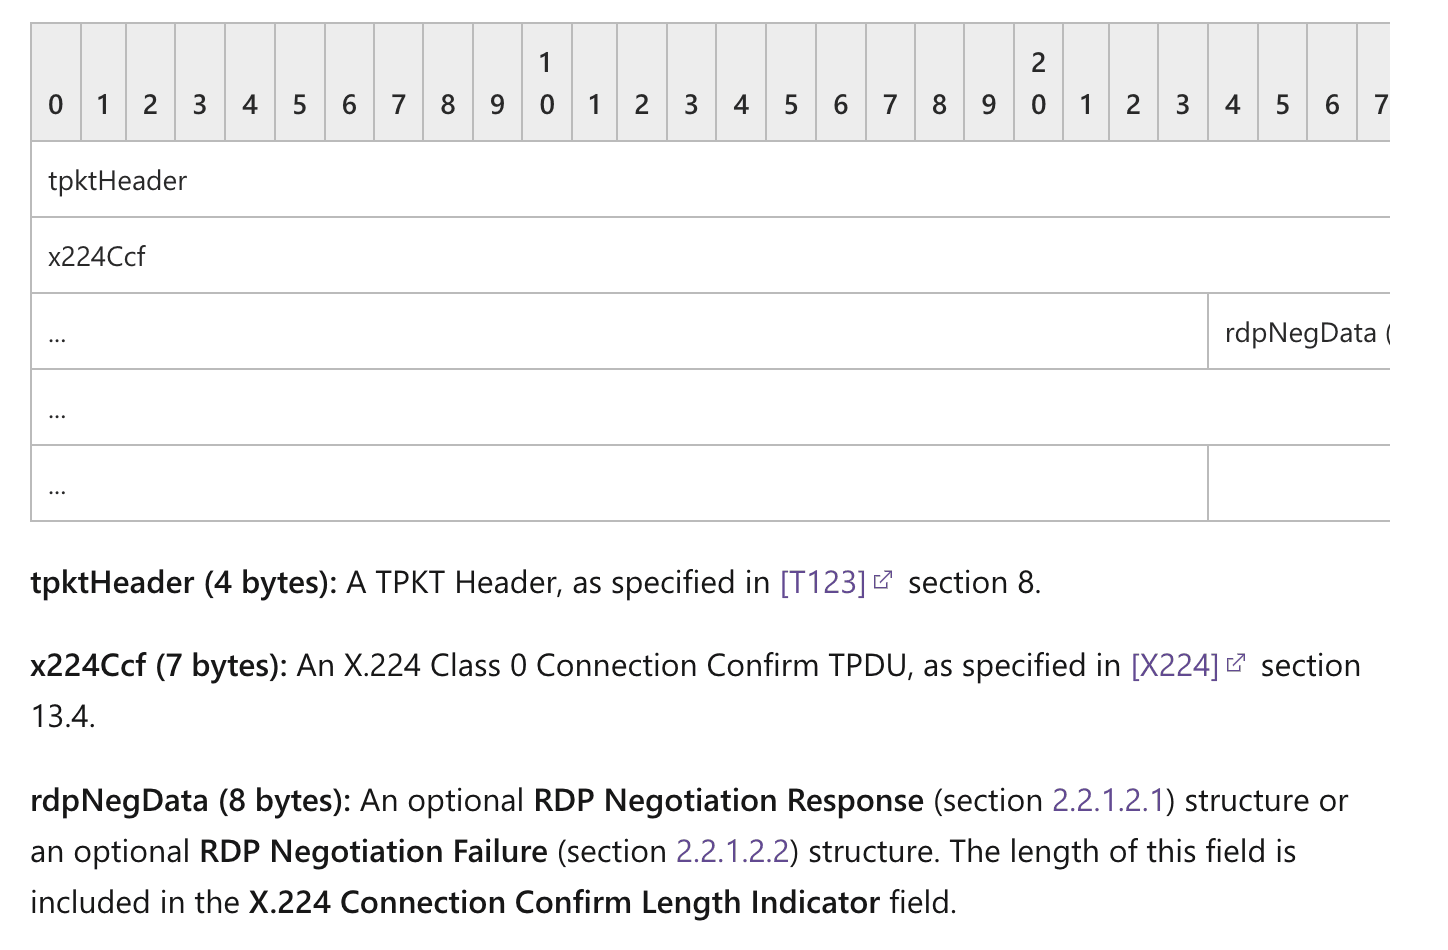 1 2
0 1 2 3 4 5 6 7 8 9 0 1 2 3 4 5 6 7 8 9 0 1 2 3 4 5 6 7
tpktHeader
x224Ccf
... rdpNegData (
...
...
tpktHeader (4 bytes): A TPKT Header, as specified in [T123] section 8.
x224Ccf (7 bytes): An X.224 Class 0 Connection Confirm TPDU, as specified in [X224] section
13.4.
rdpNegData (8 bytes): An optional RDP Negotiation Response (section 2.2.1.2.1) structure or
an optional RDP Negotiation Failure (section 2.2.1.2.2) structure. The length of this field is
included in the X.224 Connection Confirm Length Indicator field.